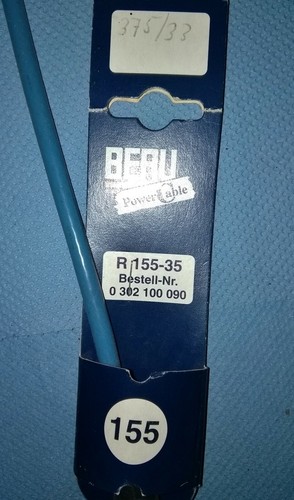 375/33
BERU
PowerCable
R 155-35
Bestell-Nr.
0 302 100 090
155